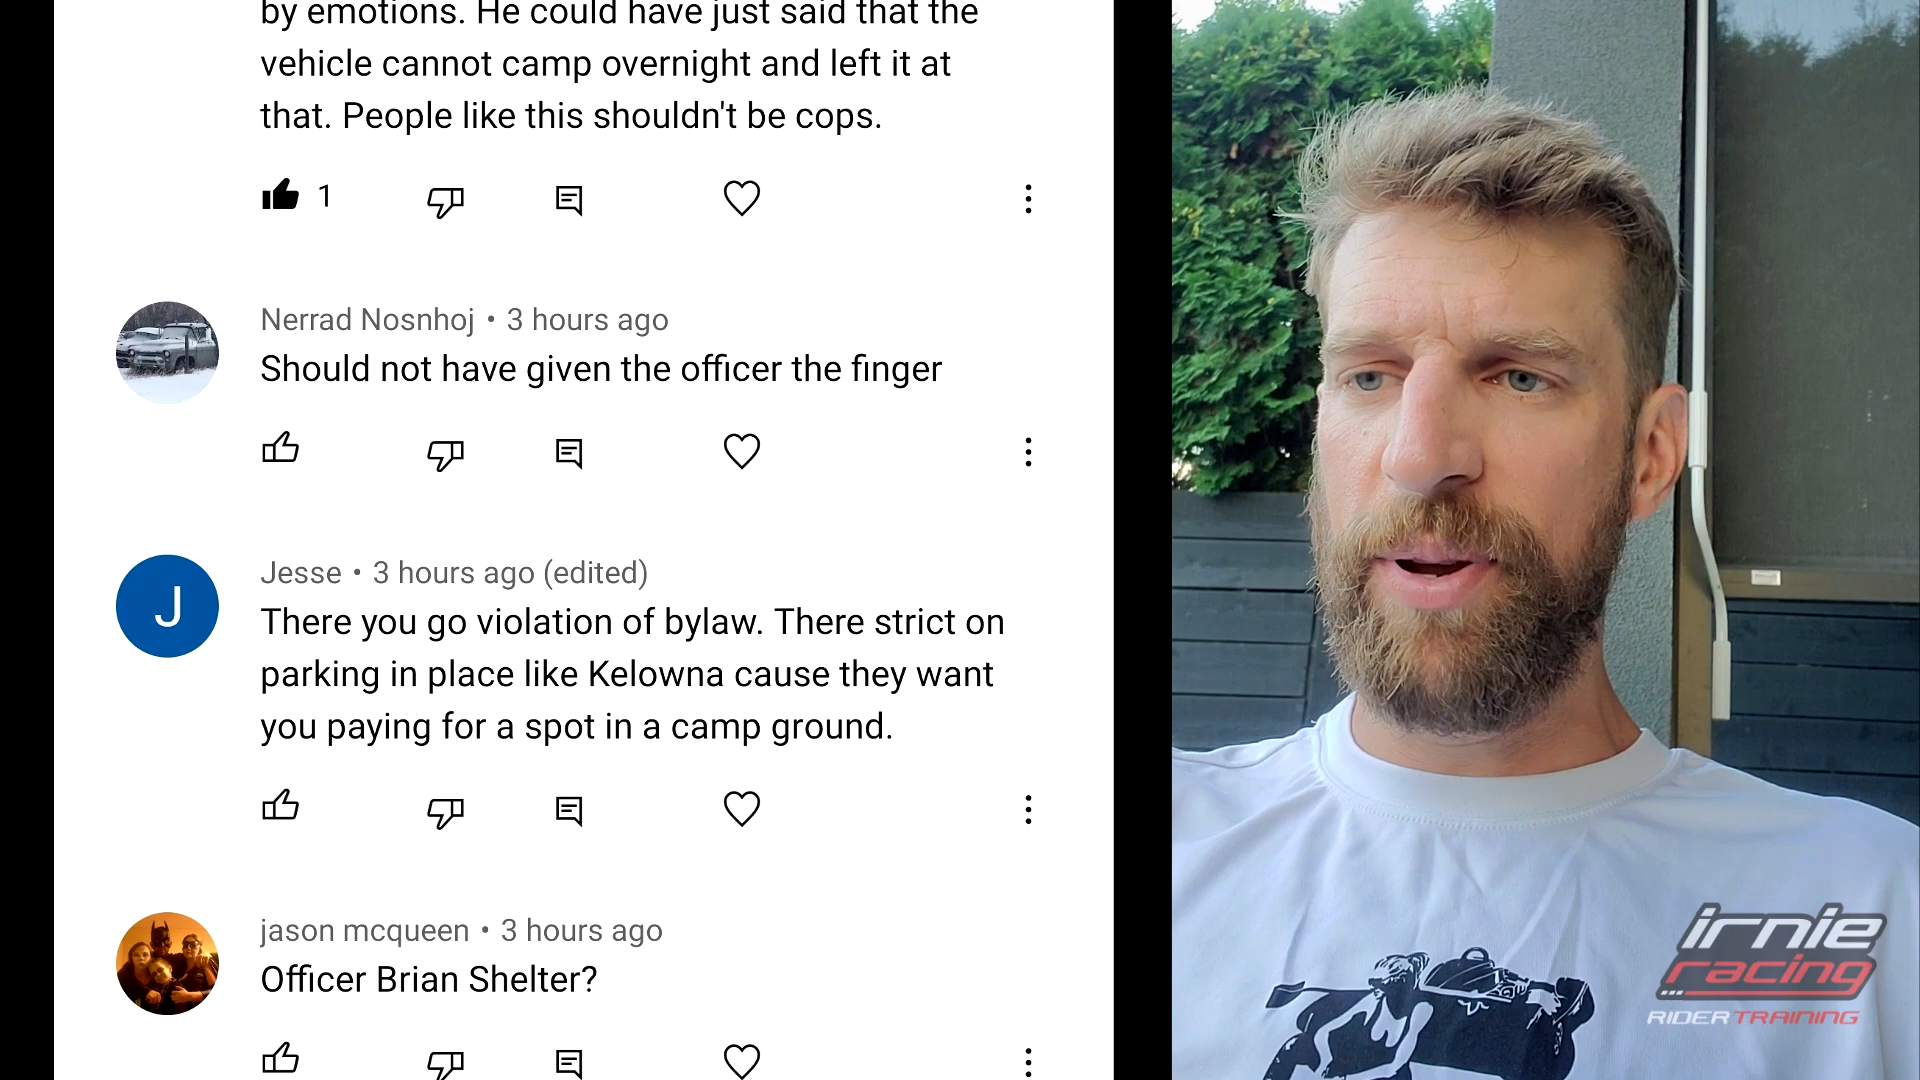 by emotions. He could have just said that the
vehicle cannot camp overnight and left it at
that. People like this shouldn't be cops.
1
Nerrad Nosnhoj • 3 hours ago
Should not have given the officer the finger
J
Jesse • 3 hours ago (edited)
There you go violation of bylaw. There strict on
parking in place like Kelowna cause they want
you paying for a spot in a camp ground.
jason mcqueen • 3 hours ago
Officer Brian Shelter?
irnie
racing
RIDER TRAINING